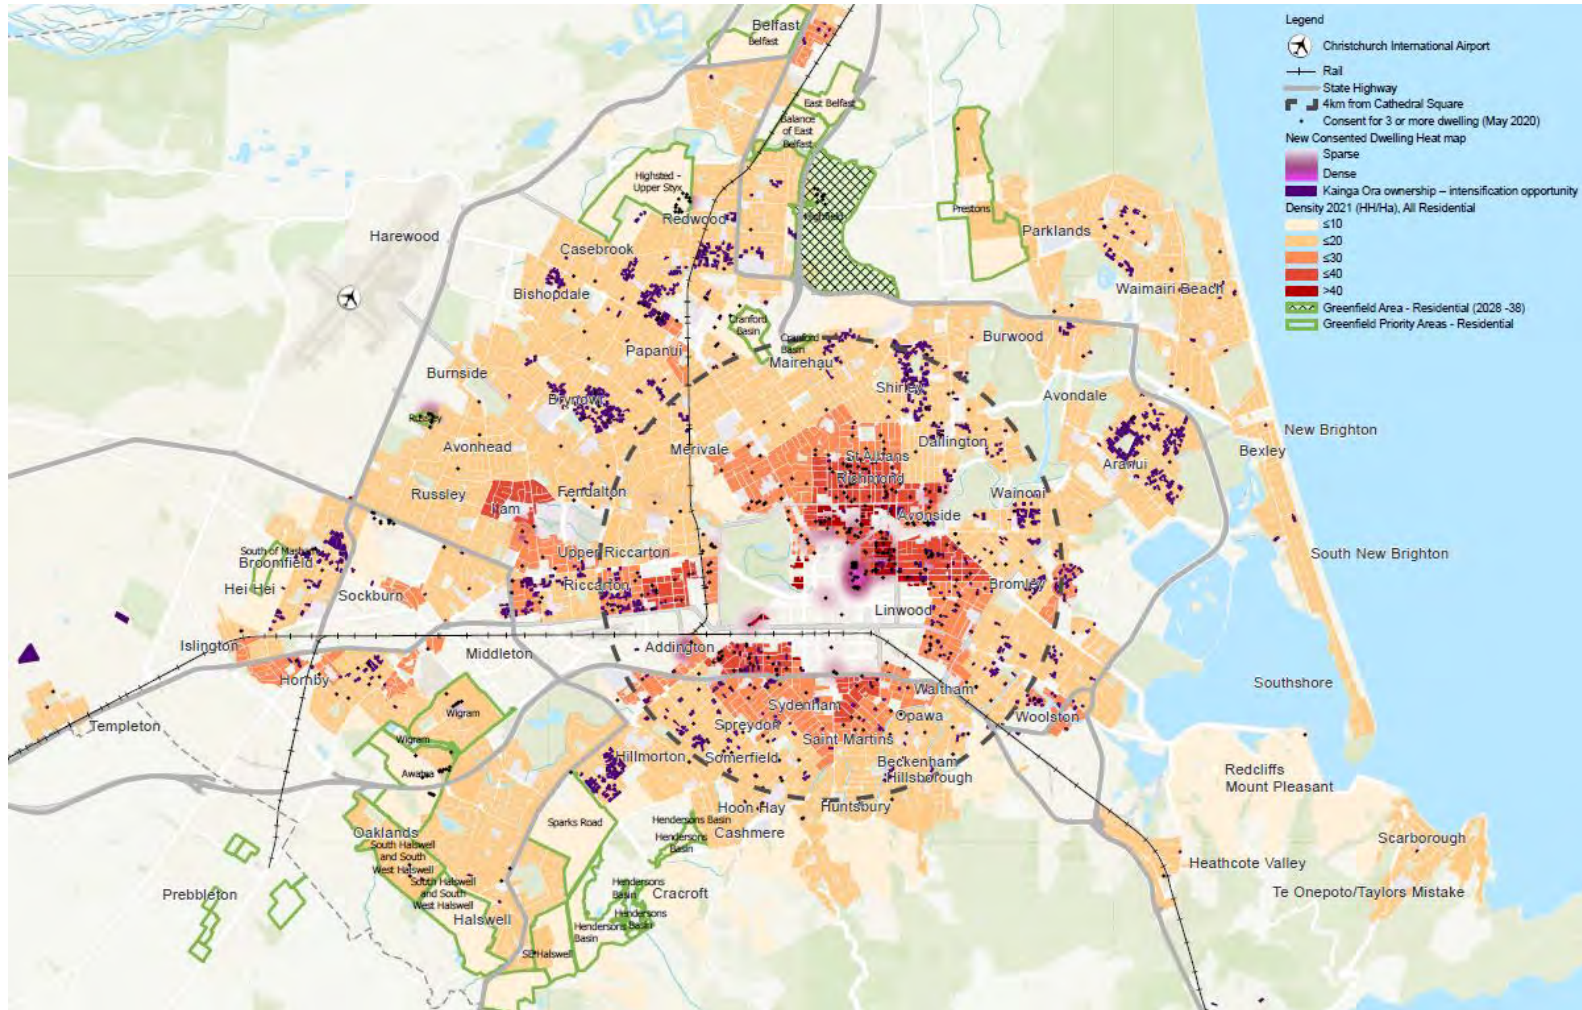 Legend
Christchurch International Airport
Rail
State Highway
4km from Cathedral Square
Consent for 3 or more dwelling (May 2020)
New Consented Dwelling Heat map
Sparse
Dense
Kainga Ora ownership – intensification opportunity
Density 2021 (HH/Ha), All Residential
≤10
≤20
≤30
≤40
>40
Greenfield Area - Residential (2028 -38)
Greenfield Priority Areas - Residential
Belfast
Belfast
East Belfast
Balance
of East
Belfast
Highsted -
Upper Styx
Redwood
Prestons
Parklands
Harewood
Casebrook
Bishopdale
Waimairi Beach
Cranford
Basin
Cranford
Basin
Papanui
Mairehau
Burwood
Burnside
Shirley
Bryndwr
Avondale
Avonhead
Merivale
Dallington
New Brighton
Bexley
St Albans
Richmond
Aranui
Russley
Fendalton
Ilam
Wainoni
Avonside
South of Masham
Broomfield
Upper Riccarton
South New Brighton
Hei Hei
Sockburn
Riccarton
Bromley
Linwood
Islington
Middleton
Addington
Hornby
Waltham
Southshore
Templeton
Wigram
Wigram
Sydenham
Opawa
Woolston
Spreydon
Saint Martins
Awatea
Hillmorton
Somerfield
Beckenham
Hillsborough
Redcliffs
Mount Pleasant
Hoon Hay
Huntsbury
Oaklands
Sparks Road
Hendersons Basin
Cashmere
Hendersons
Basin
Scarborough
South Halswell
and South
West Halswell
Heathcote Valley
Prebbleton
South Halswell
and South
West Halswell
Hendersons
Basin
Cracroft
Te Onepoto/Taylors Mistake
Halswell
Hendersons
Basin
Hendersons
Basin
SE Halswell